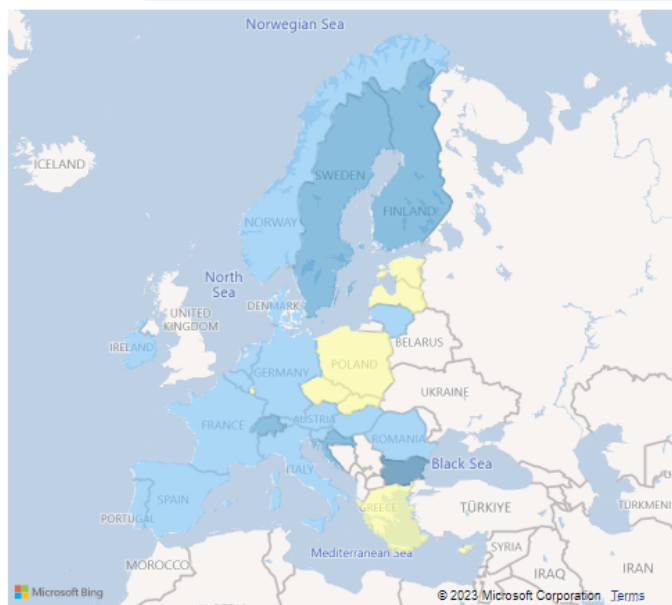 Norwegian Sea
ICELAND
SWEDEN
FINLAND
NORWAY
North
Sea
DENMARK
UNITED
KINGDOM
IRELAND
BELARUS
POLAND
GERMANY
UKRAINE
FRANCE
AUSTRIA
ROMANIA
ITALY
Black Sea
SPAIN
PORTUGAL
GREECE
TÜRKIYE
TURKMENI
Mediterranean Sea
SYRIA
MOROCCO
IRAQ
IRAN
Microsoft Bing
© 2023 Microsoft Corporation Terms